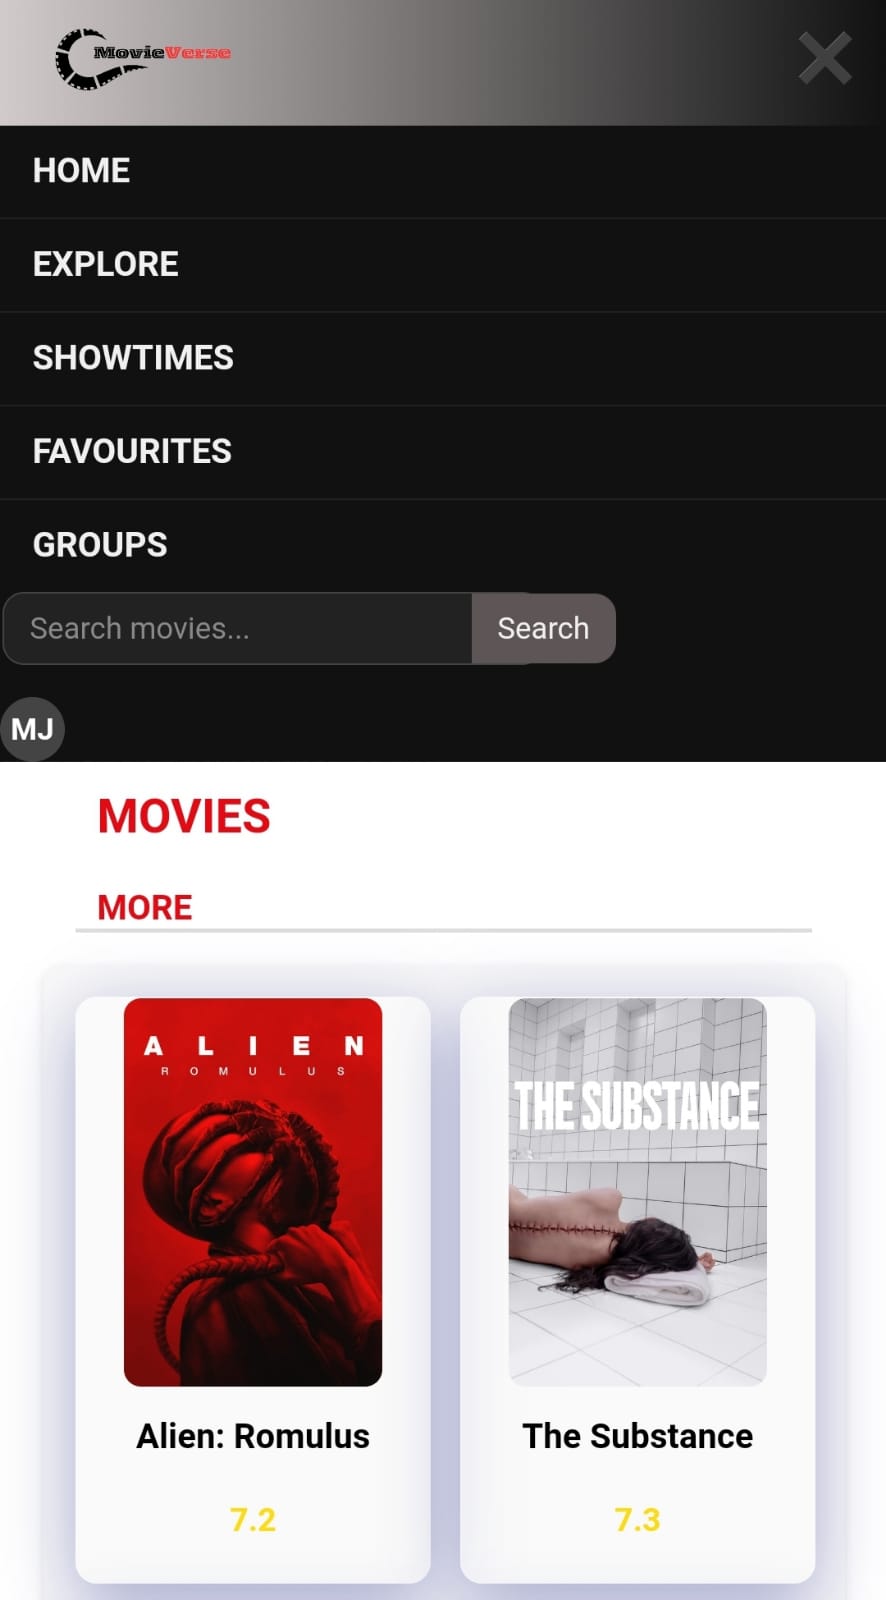 MovieVerse
HOME
EXPLORE
SHOWTIMES
FAVOURITES
GROUPS
Search movies... Search
MJ
MOVIES
MORE
ALIEN
ROMULUS
THE SUBSTANCE
Alien: Romulus
The Substance
7.2
7.3